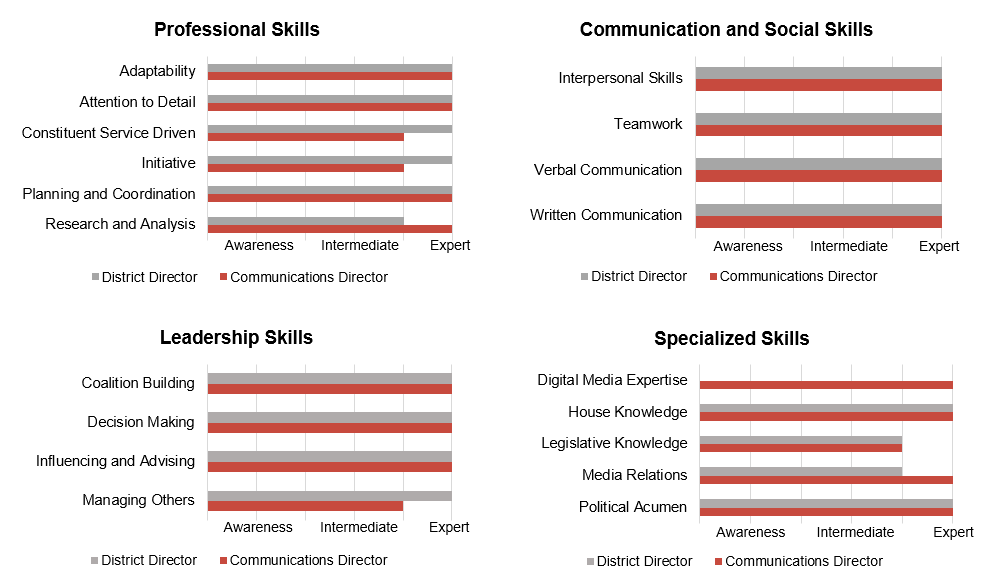 Professional Skills
Adaptability
Attention to Detail
Constituent Service Driven
Initiative
Planning and Coordination
Research and Analysis
Awareness Intermediate Expert
District Director Communications Director
Communication and Social Skills
Interpersonal Skills
Teamwork
Verbal Communication
Written Communication
Awareness Intermediate Expert
District Director Communications Director
Leadership Skills
Coalition Building
Decision Making
Influencing and Advising
Managing Others
Awareness Intermediate Expert
District Director Communications Director
Specialized Skills
Digital Media Expertise
House Knowledge
Legislative Knowledge
Media Relations
Political Acumen
Awareness Intermediate Expert
District Director Communications Director